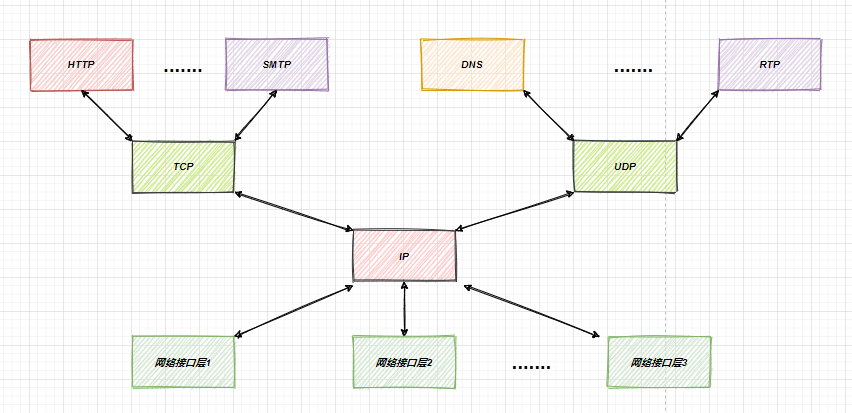 HTTP ....... SMTP DNS ....... RTP
TCP UDP
IP
网络接口层1 网络接口层2 ....... 网络接口层3